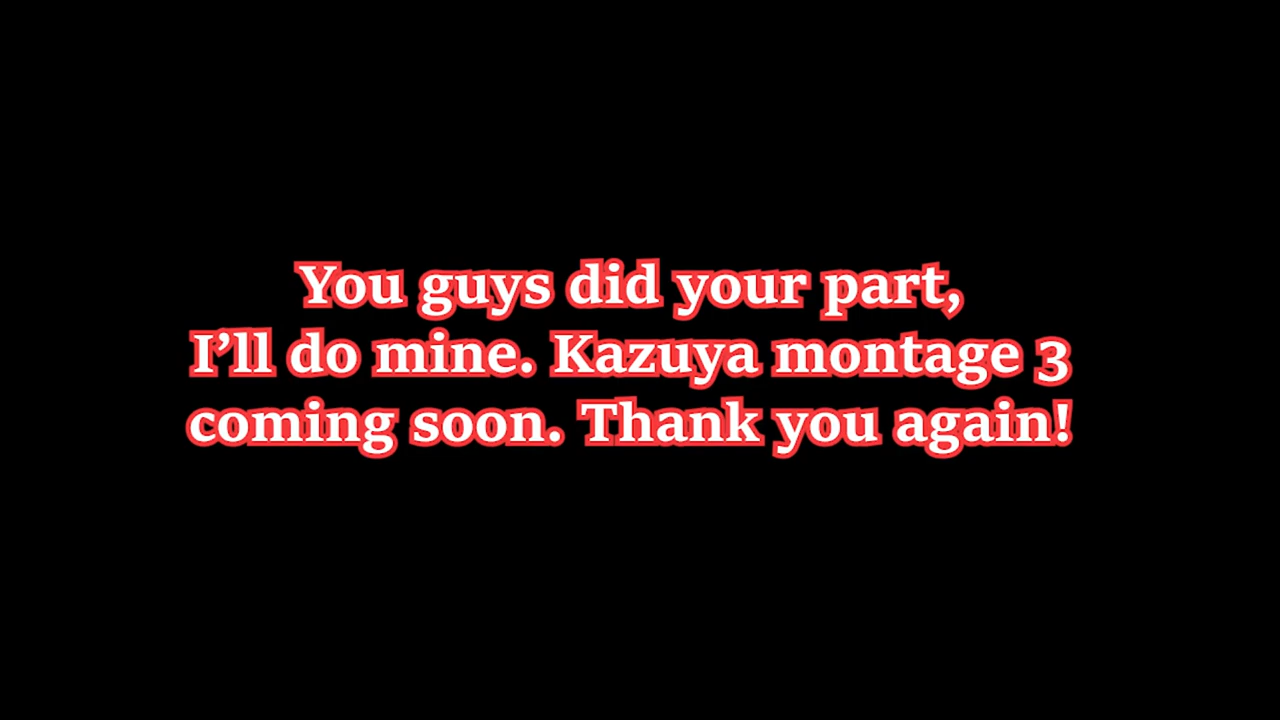 You guys did your part,
I’ll do mine. Kazuya montage 3
coming soon. Thank you again!